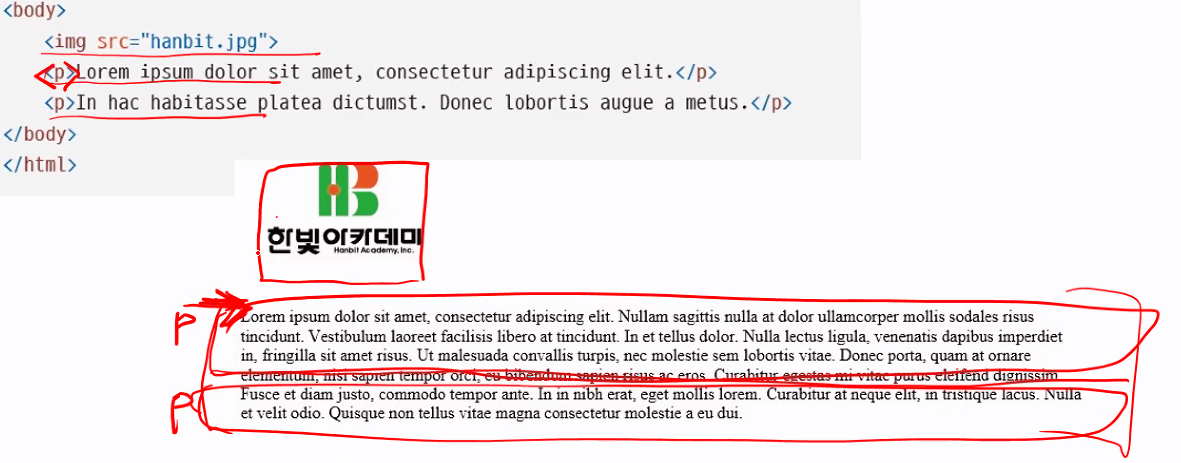 <body>
<img src="hanbit.jpg">
<p>Lorem ipsum dolor sit amet, consectetur adipiscing elit.</p>
<p>In hac habitasse platea dictumst. Donec lobortis augue a metus.</p>
</body>
</html>
HB
한빛아카데미
Hanbit Academy, Inc.
P
Lorem ipsum dolor sit amet, consectetur adipiscing elit. Nullam sagittis nulla at dolor ullamcorper mollis sodales risus
tincidunt. Vestibulum laoreet facilisis libero at tincidunt. In et tellus dolor. Nulla lectus ligula, venenatis dapibus imperdiet
in, fringilla sit amet risus. Ut malesuada convallis turpis, nec molestie sem lobortis vitae. Donec porta, quam at ornare
elementum, nisi sapien tempor orci, eu bibendum sapien risus ac eros. Curabitur egestas mi vitae purus eleifend dignissim.
P
Fusce et diam justo, commodo tempor ante. In in nibh erat, eget mollis lorem. Curabitur at neque elit, in tristique lacus. Nulla
et velit odio. Quisque non tellus vitae magna consectetur molestie a eu dui.